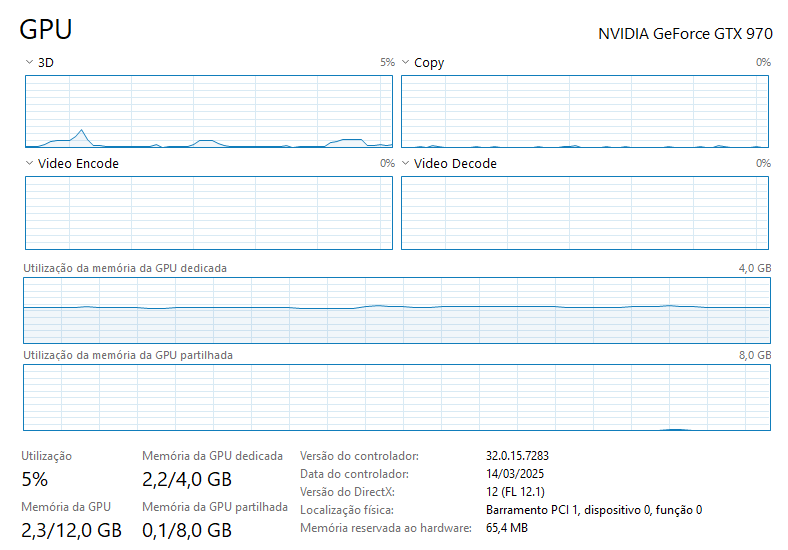 GPU NVIDIA GeForce GTX 970
3D 5% Copy 0%
Video Encode 0% Video Decode 0%
Utilização da memória da GPU dedicada 4,0 GB
Utilização da memória da GPU partilhada 8,0 GB
Utilização
5%
Memória da GPU
2,3/12,0 GB
Memória da GPU dedicada
2,2/4,0 GB
Memória da GPU partilhada
0,1/8,0 GB
Versão do controlador: 32.0.15.7283
Data do controlador: 14/03/2025
Versão do DirectX: 12 (FL 12.1)
Localização física: Barramento PCI 1, dispositivo 0, função 0
Memória reservada ao hardware: 65,4 MB